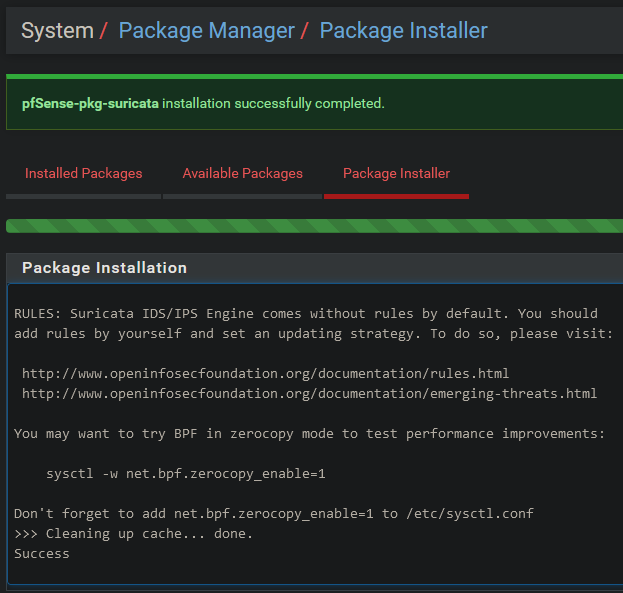 System / Package Manager / Package Installer
pfSense-pkg-suricata installation successfully completed.
Installed Packages Available Packages Package Installer
Package Installation
RULES: Suricata IDS/IPS Engine comes without rules by default. You should
add rules by yourself and set an updating strategy. To do so, please visit:
http://www.openinfosecfoundation.org/documentation/rules.html
http://www.openinfosecfoundation.org/documentation/emerging-threats.html
You may want to try BPF in zerocopy mode to test performance improvements:
sysctl -w net.bpf.zerocopy_enable=1
Don't forget to add net.bpf.zerocopy_enable=1 to /etc/sysctl.conf
>>> Cleaning up cache... done.
Success